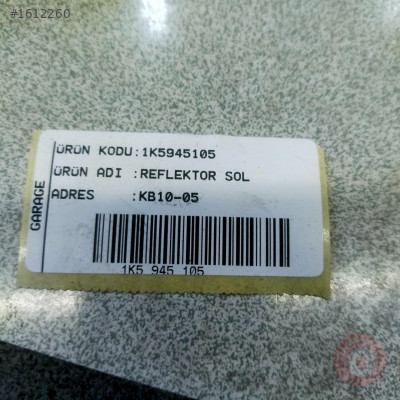 #1612260
GARAGE
ÜRÜN KODU:1K5945105
ÜRÜN ADI :REFLEKTOR SOL
ADRES :KB10-05
1K5 945 105